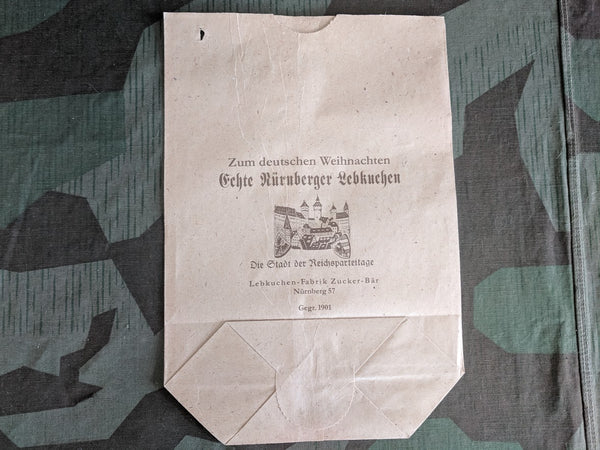 Zum deutschen Weihnachten
Echte Nürnberger Lebkuchen
Die Stadt der Reichsparteitage
Lebkuchen-Fabrik Zucker-Bär
Nürnberg 57
Gegr. 1901